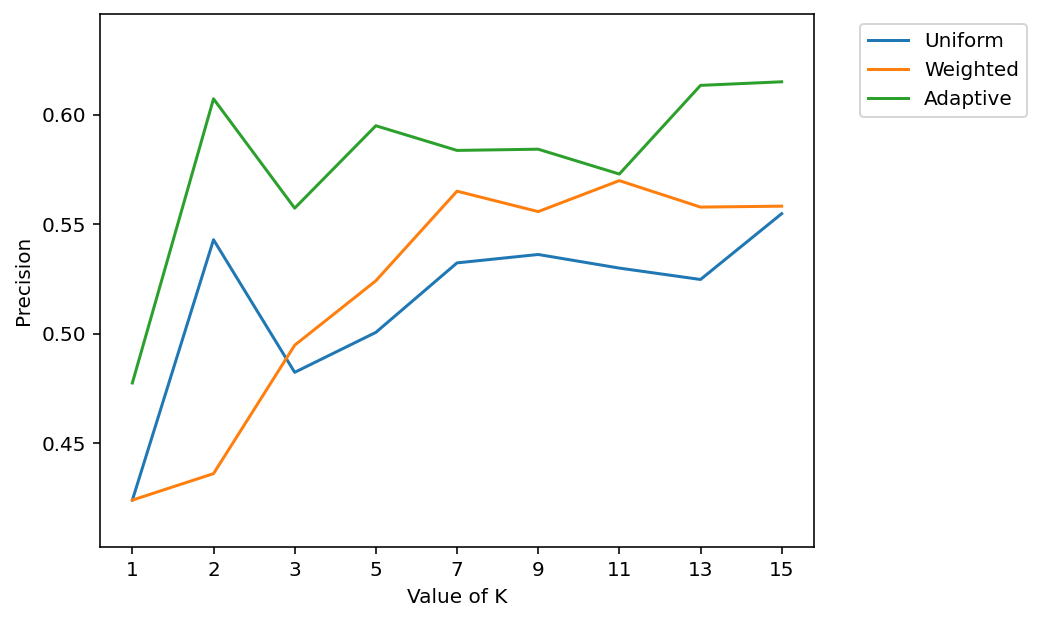 Uniform
Weighted
Adaptive
0.60
0.55
0.50
0.45
Precision
1 2 3 5 7 9 11 13 15
Value of K